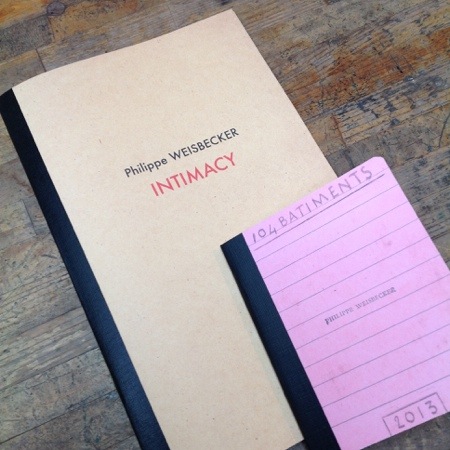 Philippe WEISBECKER
INTIMACY
104 BATIMENTS
PHILIPPE WEISBECKER
2013